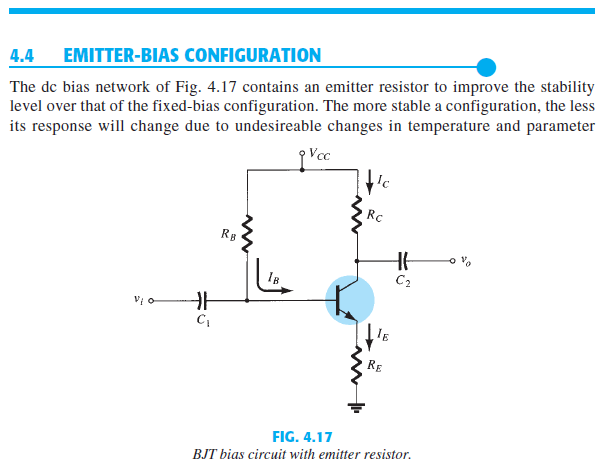 4.4 EMITTER-BIAS CONFIGURATION
The dc bias network of Fig. 4.17 contains an emitter resistor to improve the stability
level over that of the fixed-bias configuration. The more stable a configuration, the less
its response will change due to undesireable changes in temperature and parameter
VCC
IC
RC
RB
vo
C2
IB
vi
C1
IE
RE
FIG. 4.17
BJT bias circuit with emitter resistor.